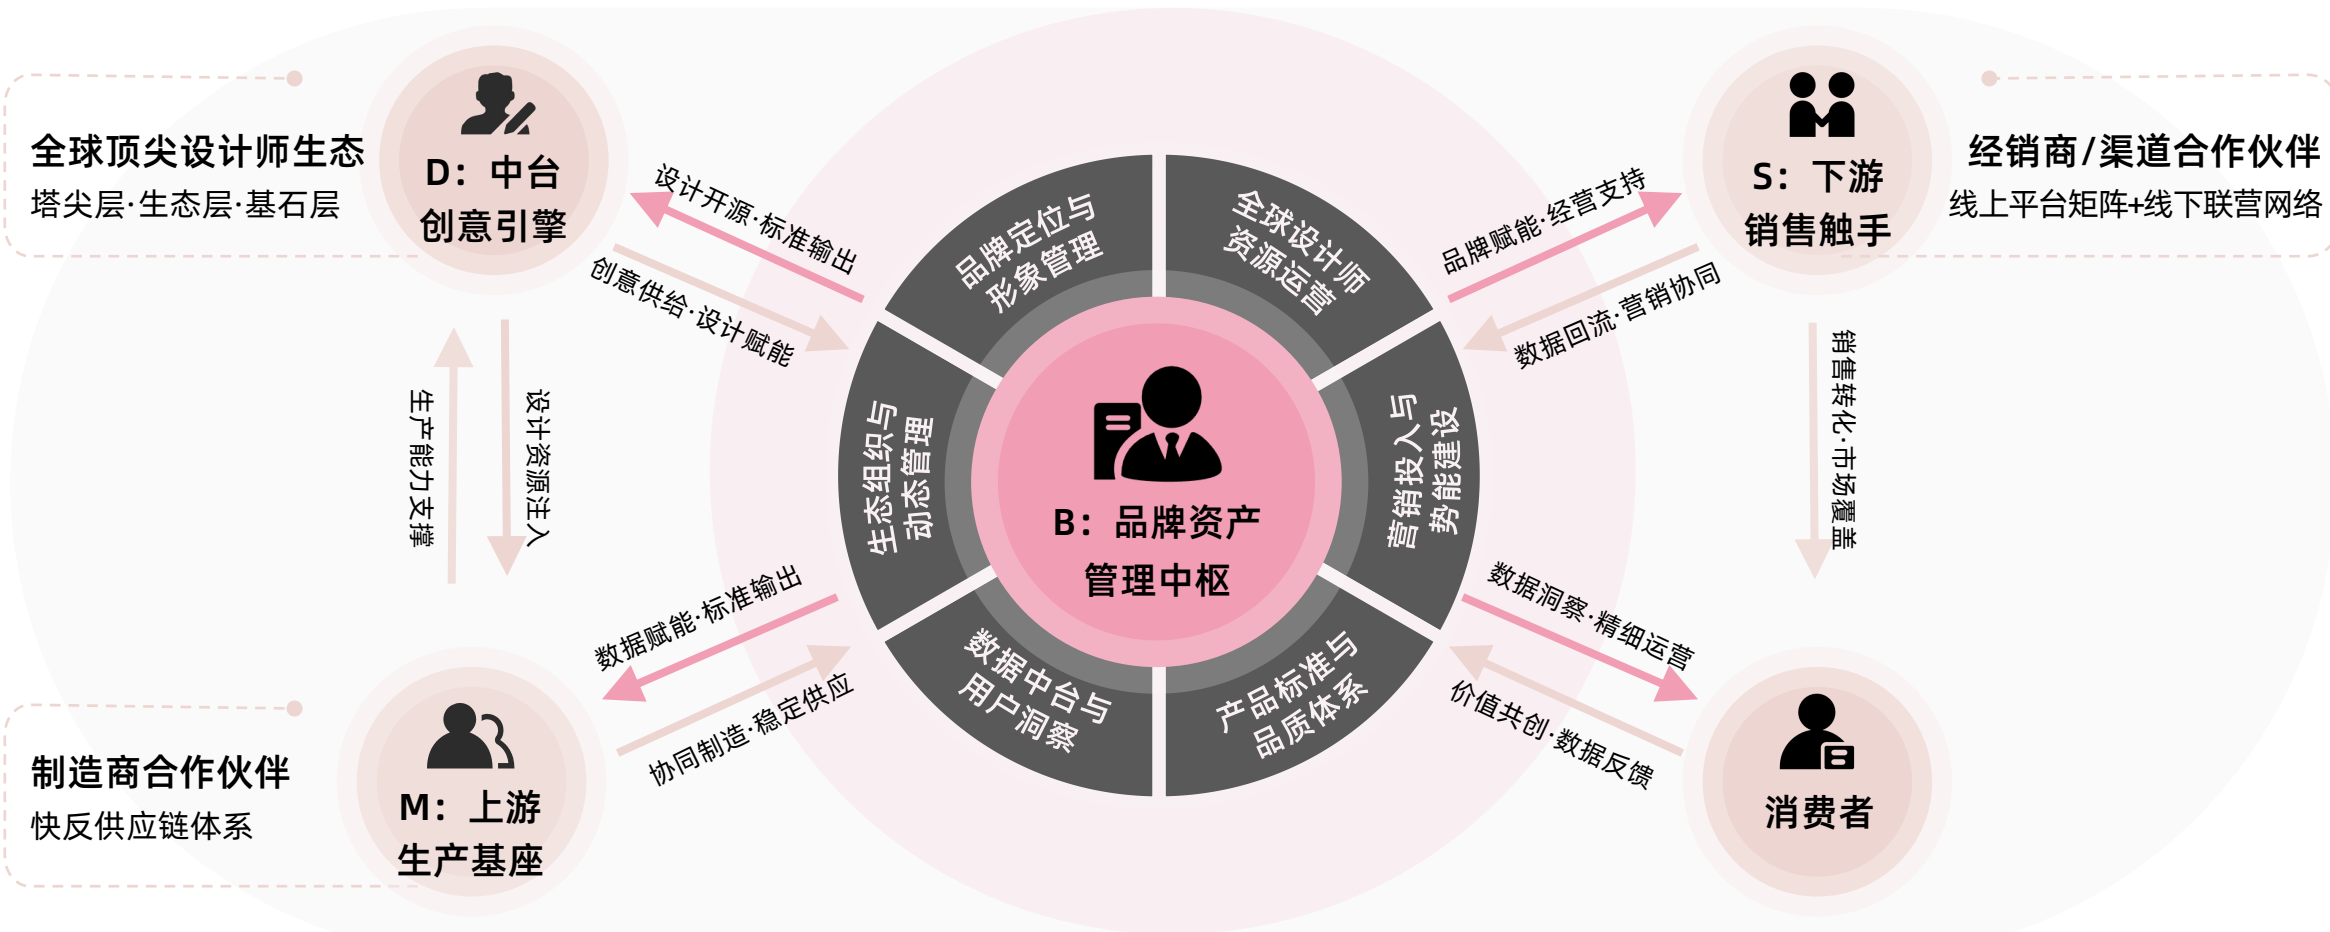 全球顶尖设计师生态
塔尖层·生态层·基石层
D：中台
创意引擎
设计开源·标准输出
创意供给·设计赋能
生产能力支撑
设计资源注入
制造商合作伙伴
快反供应链体系
M：上游
生产基座
数据赋能·标准输出
协同制造·稳定供应
品牌定位与
形象管理
全球设计师
资源运营
生态组织与
动态管理
营销投入与
势能建设
数据中台与
用户洞察
产品标准与
品质体系
B：品牌资产
管理中枢
品牌赋能·经营支持
数据回流·营销协同
S：下游
销售触手
经销商/渠道合作伙伴
线上平台矩阵+线下联营网络
销售转化·市场覆盖
数据洞察·精细运营
价值共创·数据反馈
消费者